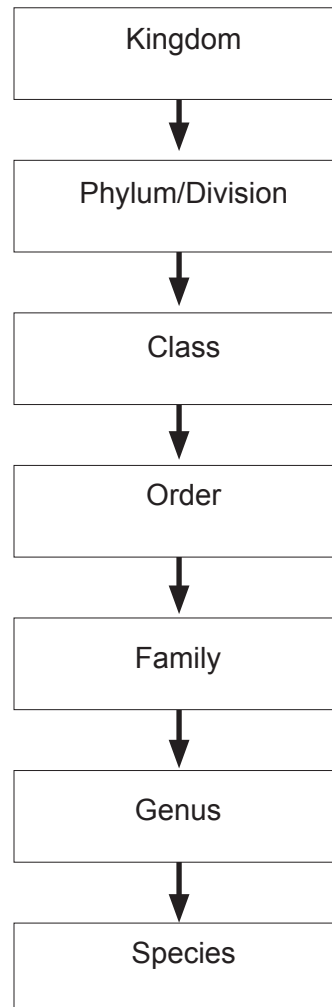 Kingdom
Phylum/Division
Class
Order
Family
Genus
Species